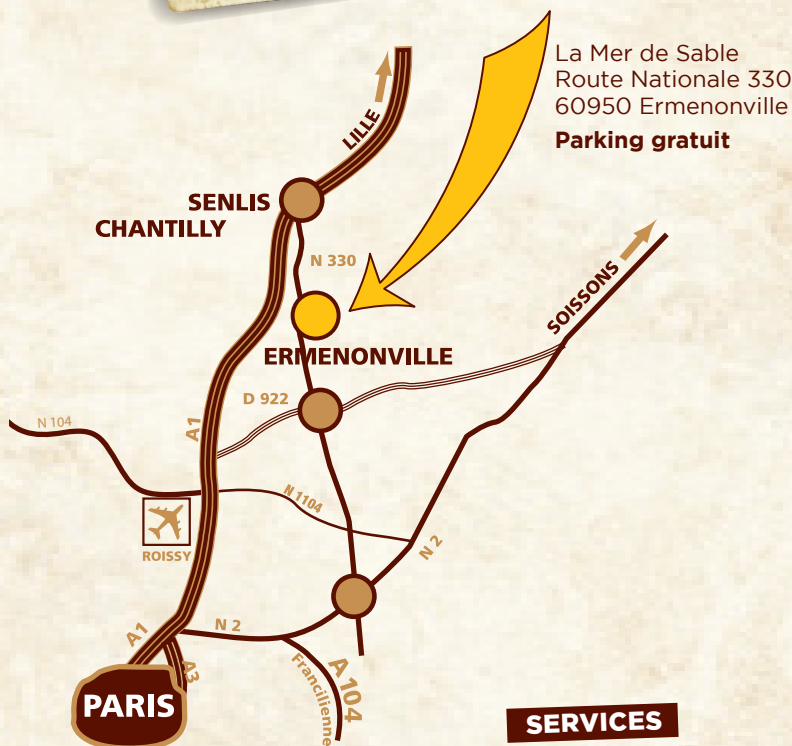 La Mer de Sable
Route Nationale 330
60950 Ermenonville
Parking gratuit
LILLE
SENLIS
CHANTILLY
N 330
SOISSONS
ERMENONVILLE
D 922
N 104
A1
N 1104
ROISSY
N 2
N 2
A1
A3
A 104
Francilienne
PARIS
SERVICES